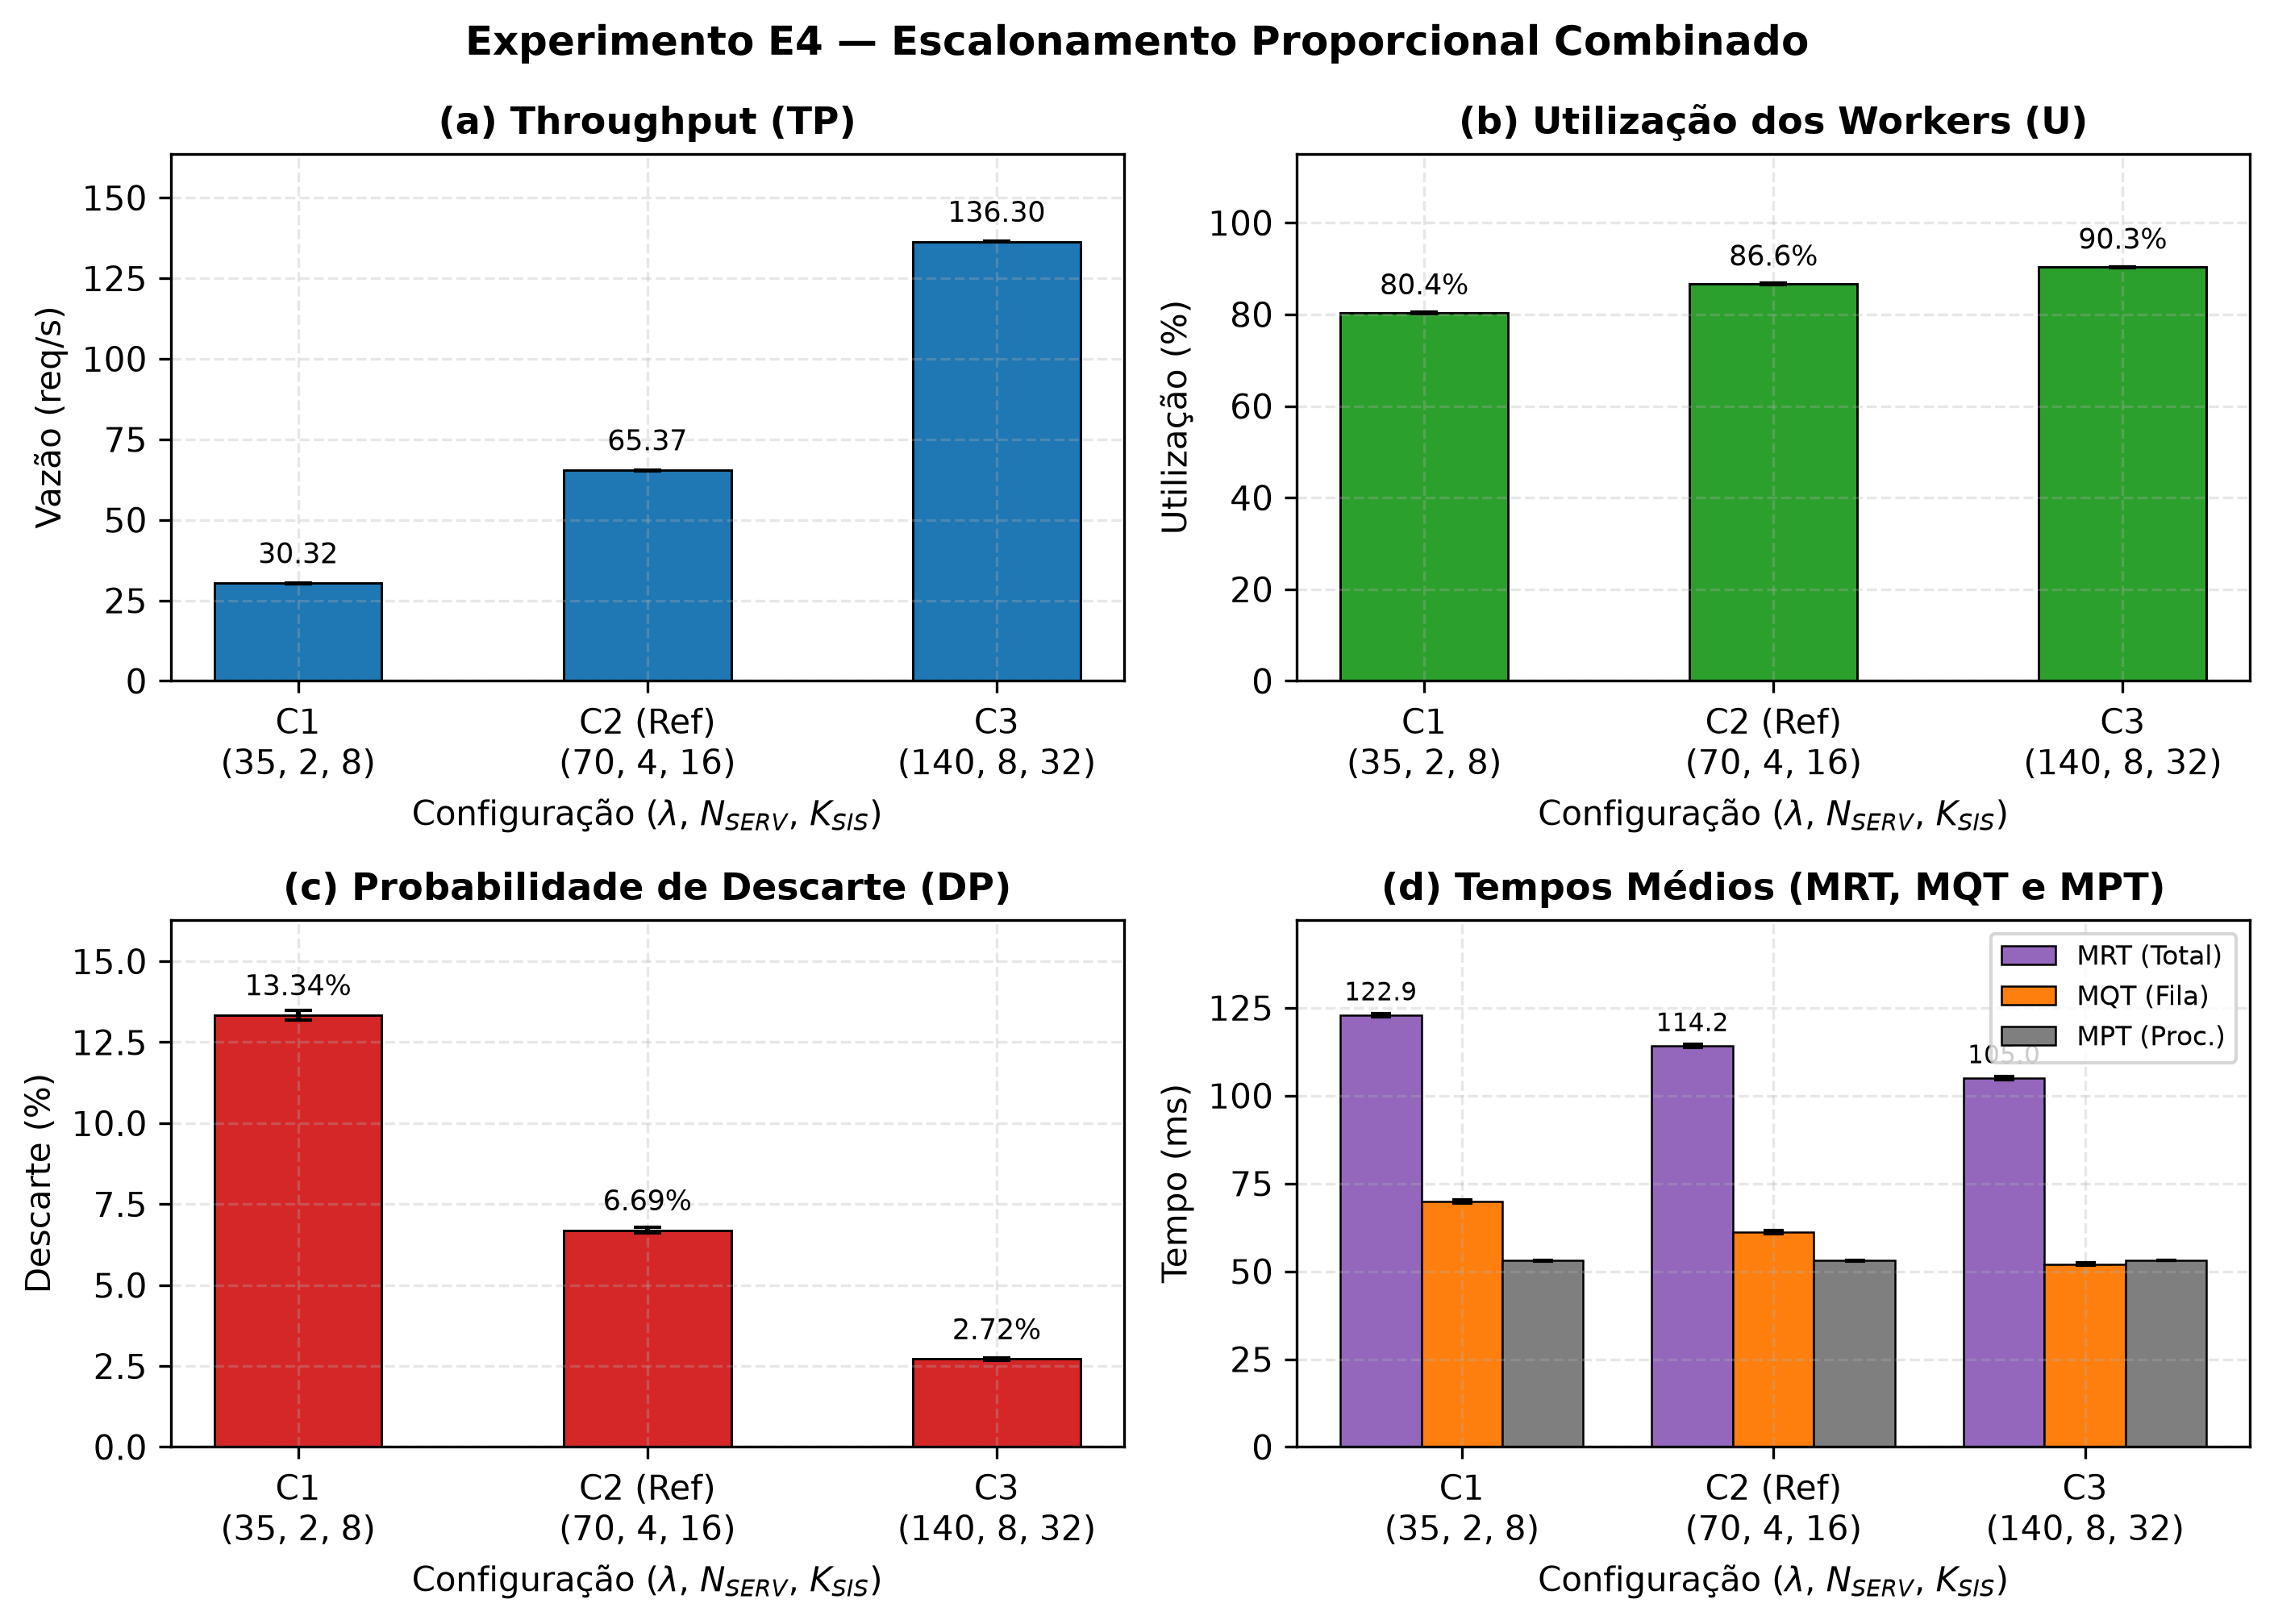 Experimento E4 — Escalonamento Proporcional Combinado
(a) Throughput (TP)
Vazão (req/s)
150
125
100
75
50
25
0
30.32
65.37
136.30
C1
(35, 2, 8)
C2 (Ref)
(70, 4, 16)
C3
(140, 8, 32)
Configuração (λ, N_SERV, K_SIS)
(b) Utilização dos Workers (U)
Utilização (%)
100
80
60
40
20
0
80.4%
86.6%
90.3%
C1
(35, 2, 8)
C2 (Ref)
(70, 4, 16)
C3
(140, 8, 32)
Configuração (λ, N_SERV, K_SIS)
(c) Probabilidade de Descarte (DP)
Descarte (%)
15.0
12.5
10.0
7.5
5.0
2.5
0.0
13.34%
6.69%
2.72%
C1
(35, 2, 8)
C2 (Ref)
(70, 4, 16)
C3
(140, 8, 32)
Configuração (λ, N_SERV, K_SIS)
(d) Tempos Médios (MRT, MQT e MPT)
Tempo (ms)
125
100
75
50
25
0
122.9
114.2
105.0
MRT (Total)
MQT (Fila)
MPT (Proc.)
C1
(35, 2, 8)
C2 (Ref)
(70, 4, 16)
C3
(140, 8, 32)
Configuração (λ, N_SERV, K_SIS)